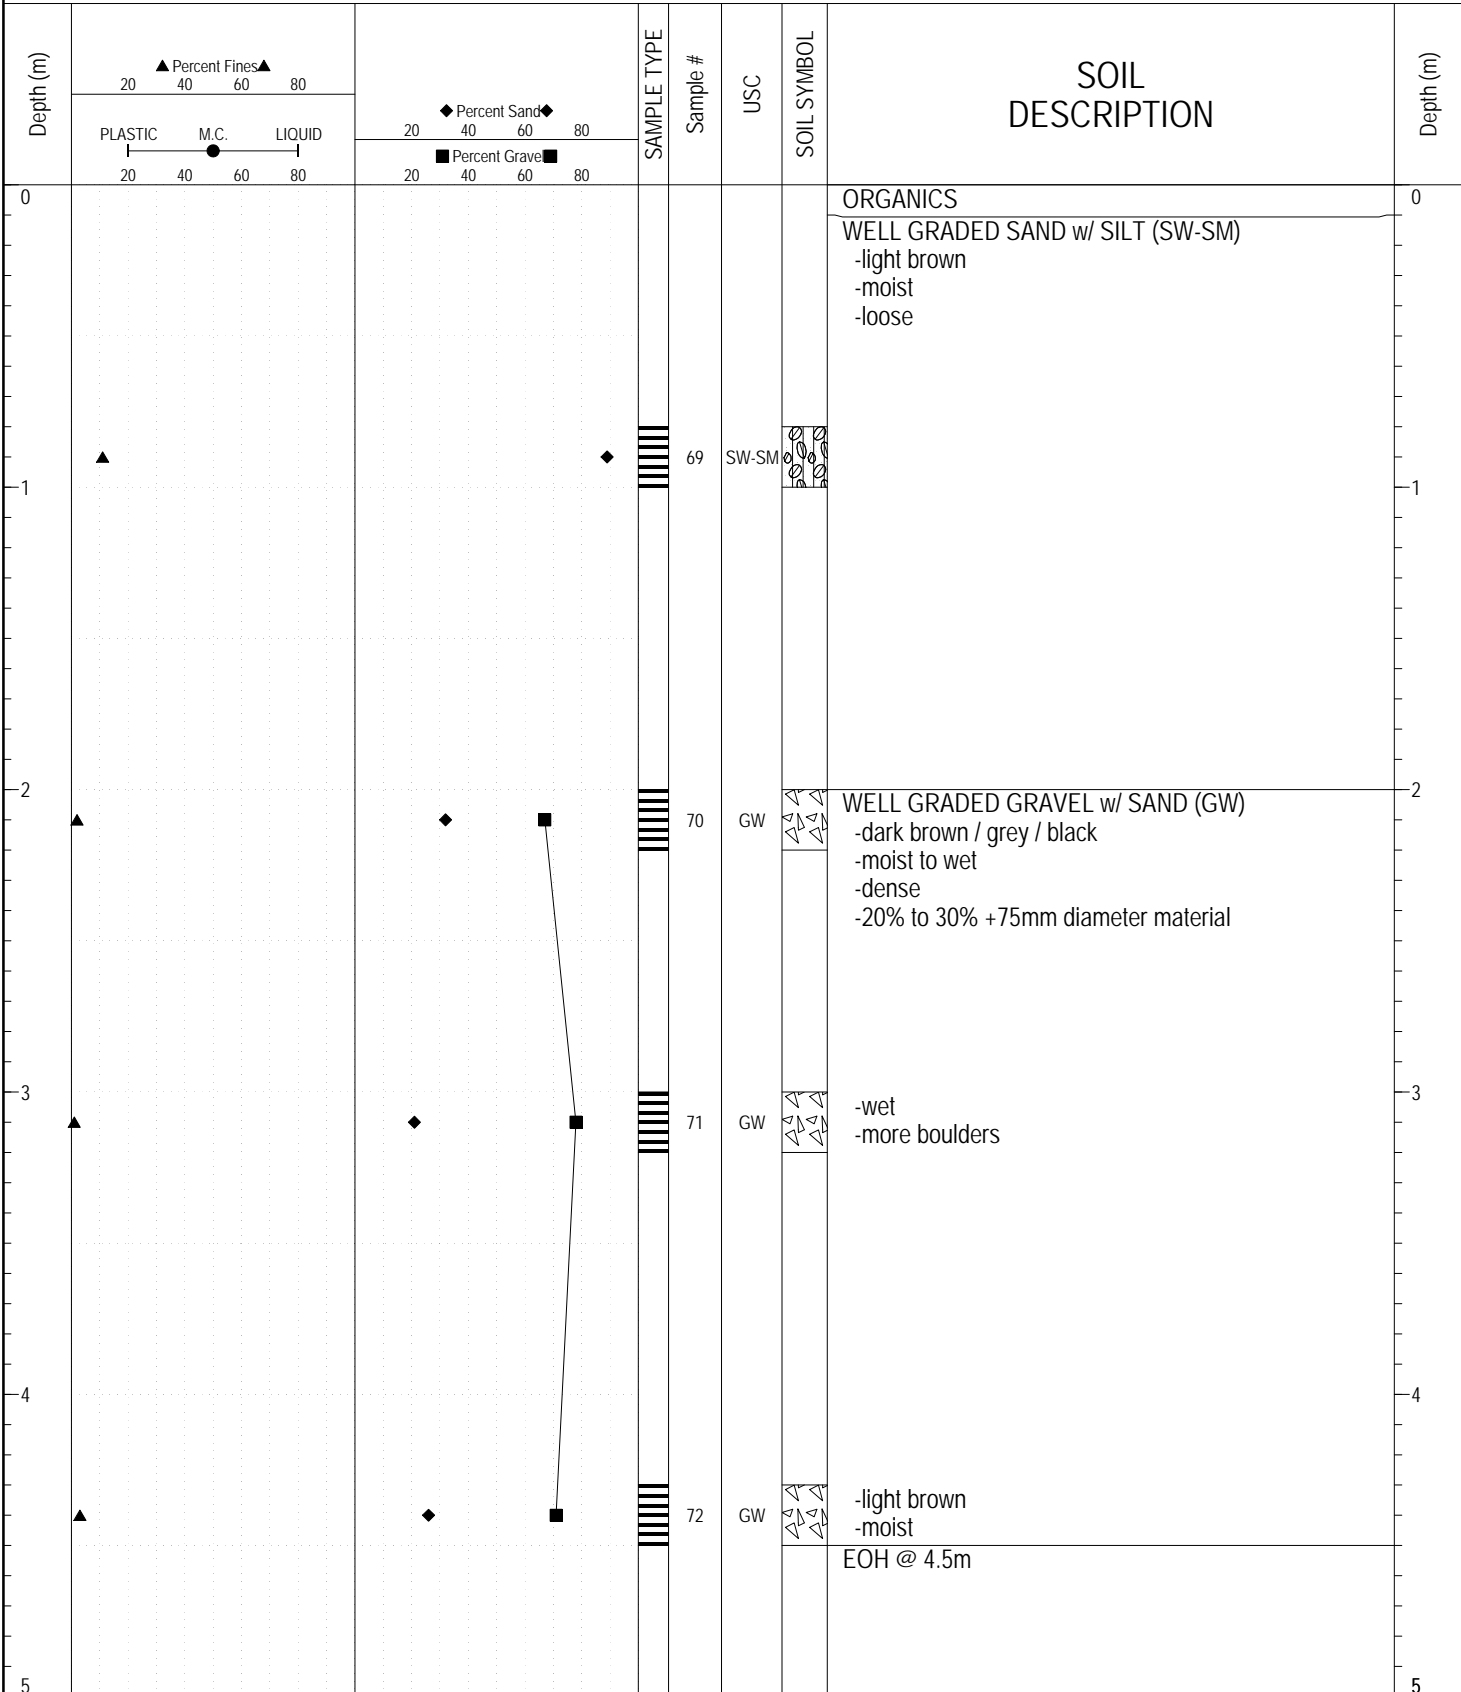 Depth (m)
▲ Percent Fines ▲
20 40 60 80
PLASTIC M.C. LIQUID
20 40 60 80
◆ Percent Sand ◆
20 40 60 80
■ Percent Gravel ■
20 40 60 80
SAMPLE TYPE
Sample #
USC
SOIL SYMBOL
SOIL
DESCRIPTION
Depth (m)
0 ORGANICS 0
WELL GRADED SAND w/ SILT (SW-SM)
-light brown
-moist
-loose
69 SW-SM
1 1
2 WELL GRADED GRAVEL w/ SAND (GW) 2
70 GW
-dark brown / grey / black
-moist to wet
-dense
-20% to 30% +75mm diameter material
3 3
-wet
71 GW
-more boulders
4 4
-light brown
72 GW
-moist
EOH @ 4.5m
5 5